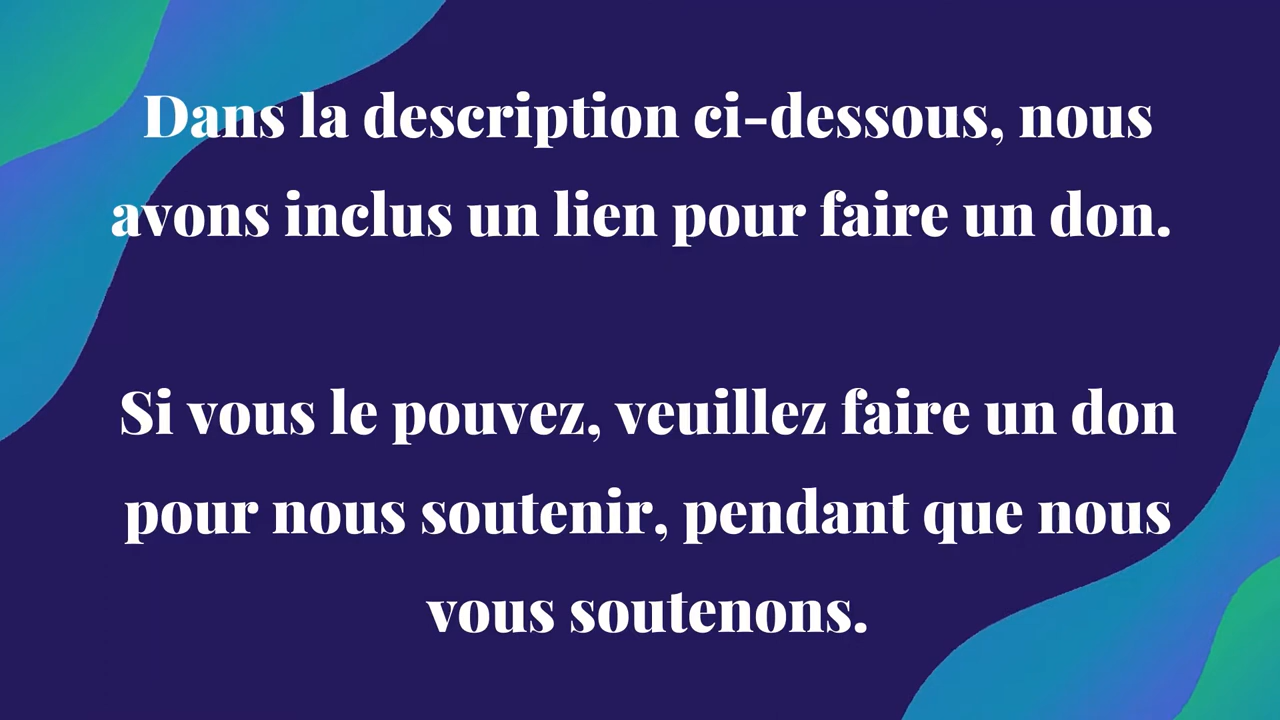 Dans la description ci-dessous, nous
avons inclus un lien pour faire un don.
Si vous le pouvez, veuillez faire un don
pour nous soutenir, pendant que nous
vous soutenons.